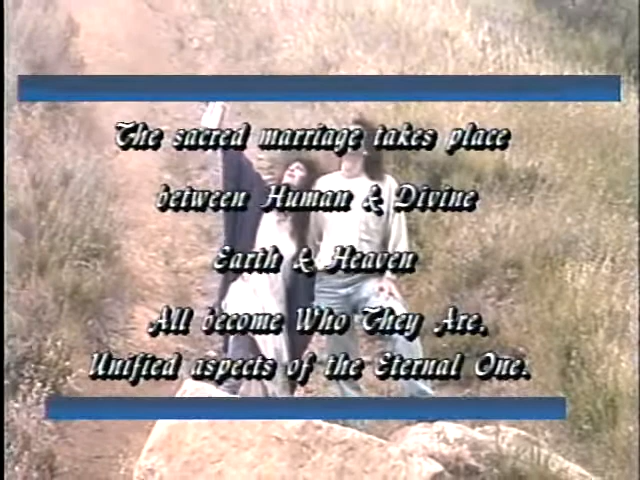 The sacred marriage takes place
between Human & Divine
Earth & Heaven
All become Who They Are.
Unified aspects of the Eternal One.